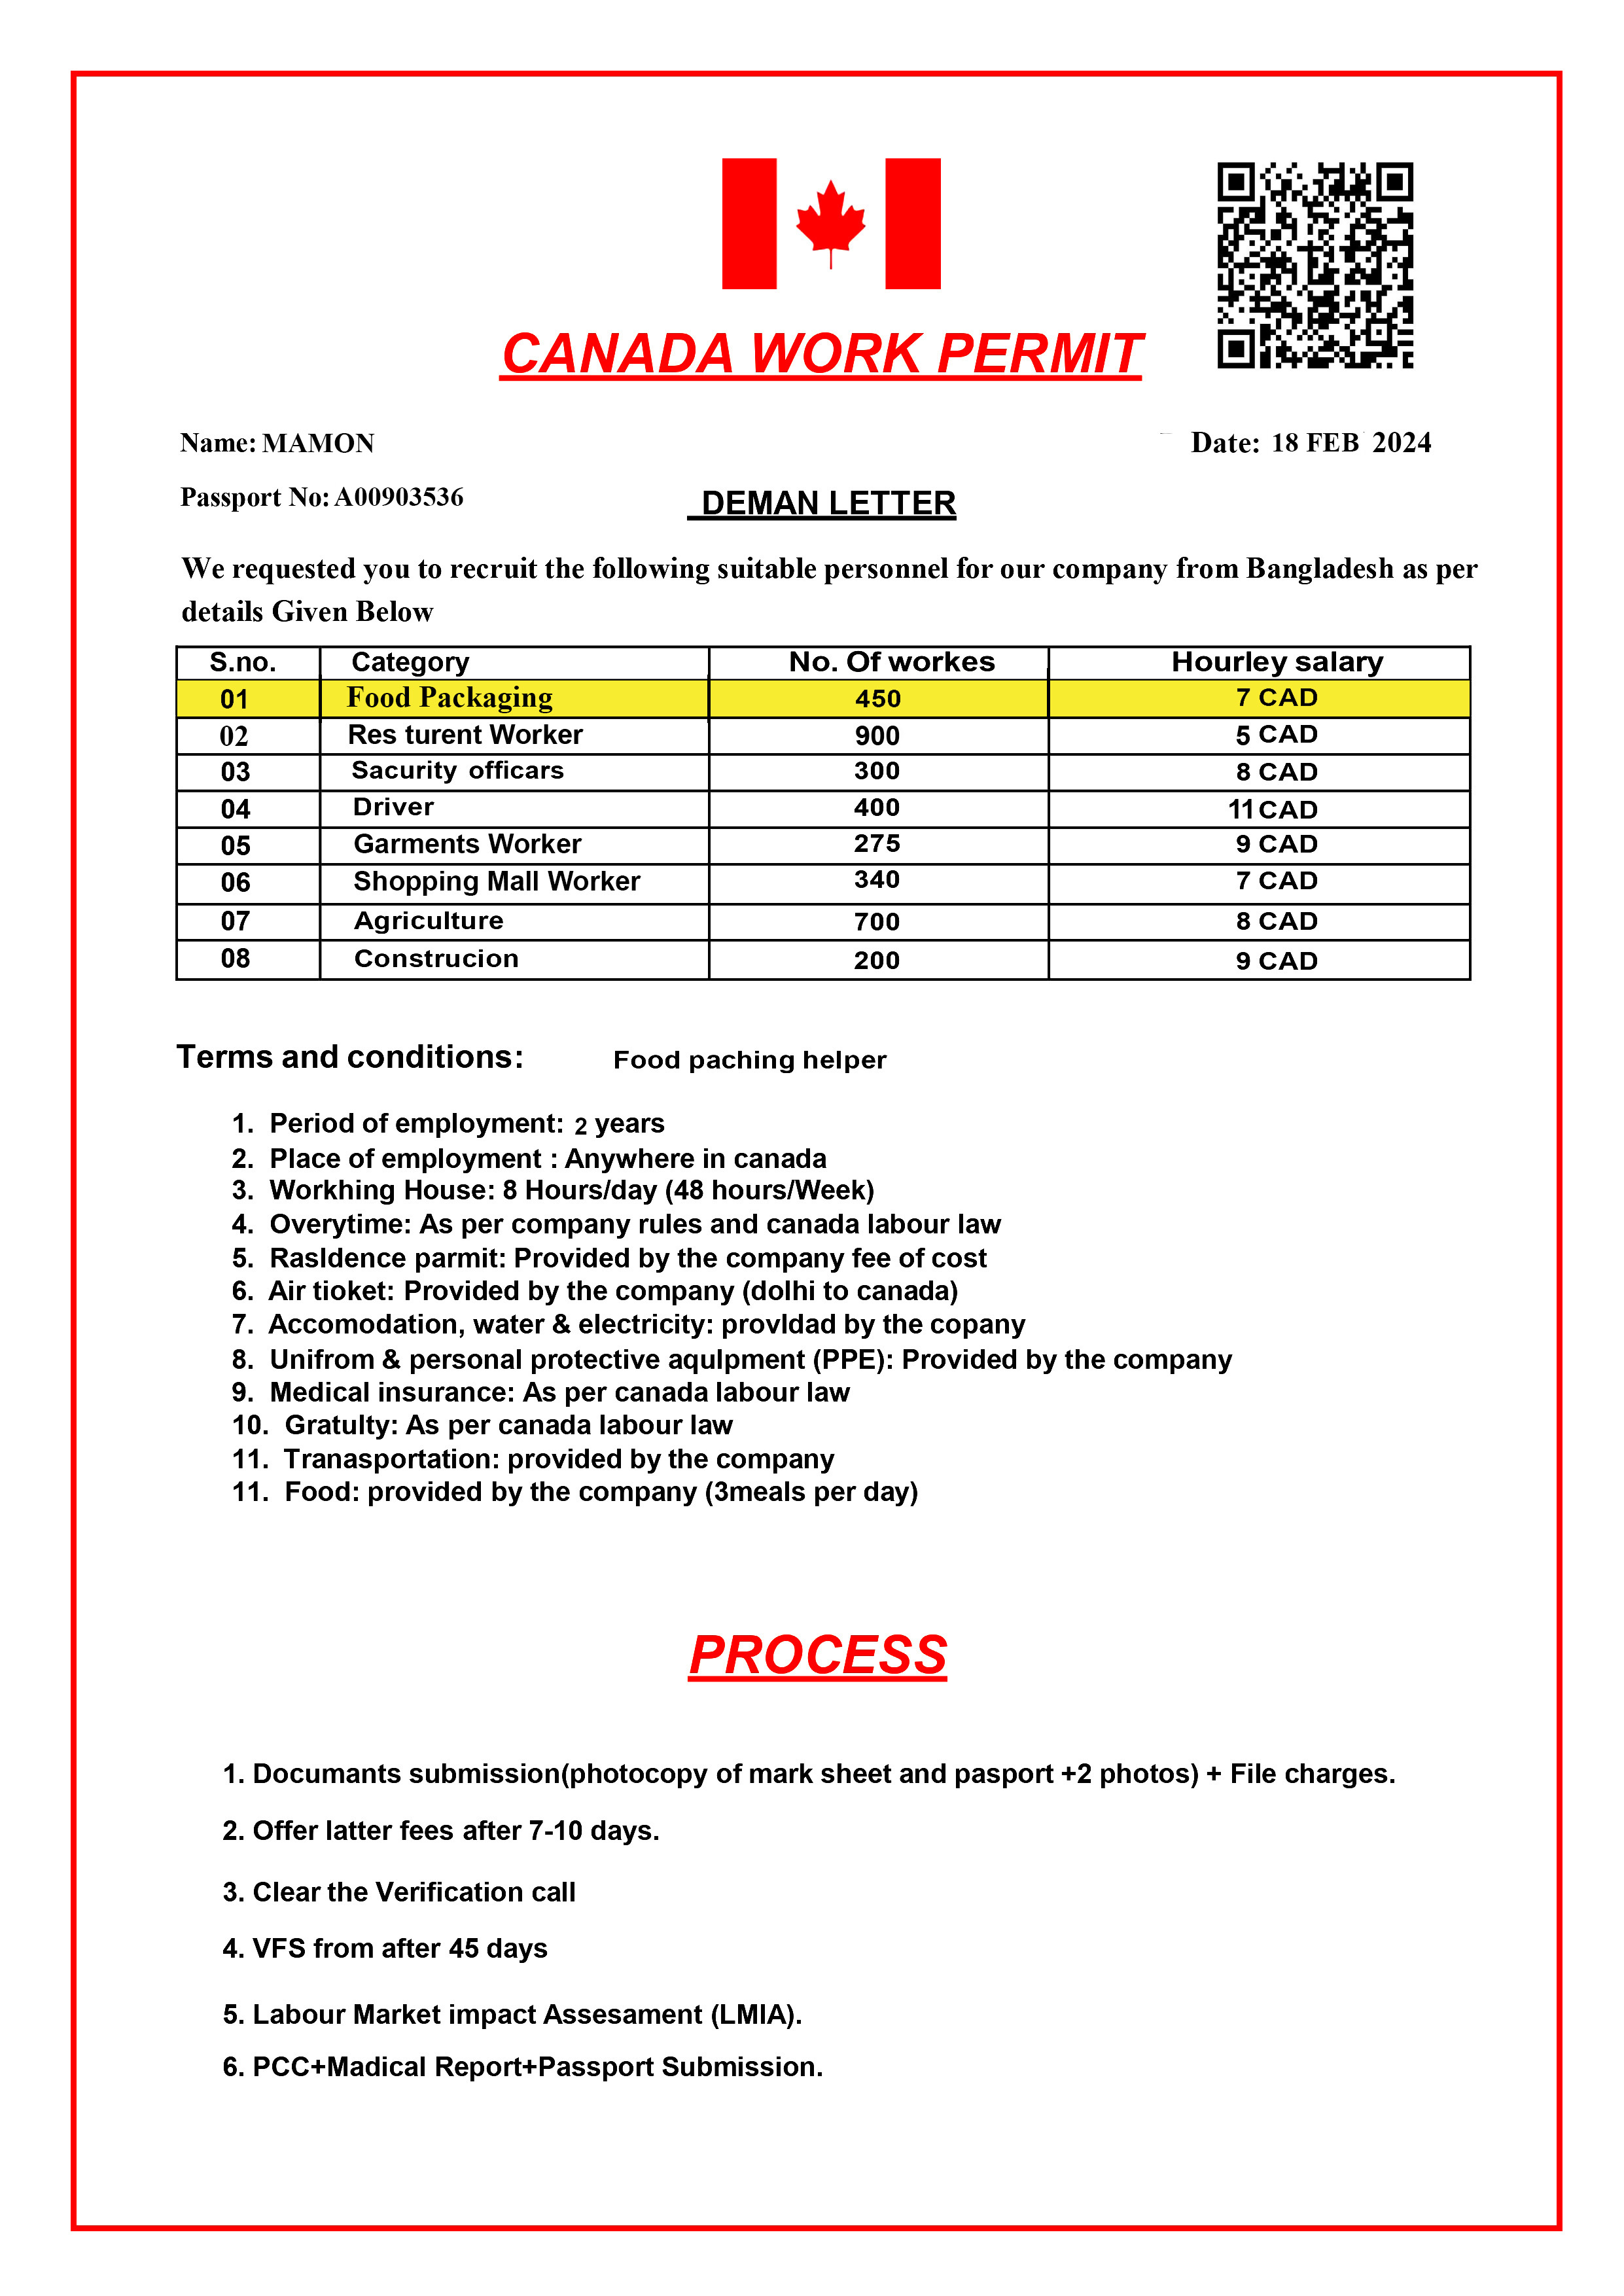 CANADA WORK PERMIT
Name: MAMON
Date: 18 FEB 2024
Passport No: A00903536
DEMAN LETTER
We requested you to recruit the following suitable personnel for our company from Bangladesh as per
details Given Below
S.no. Category No. Of workes Hourley salary
01 Food Packaging 450 7 CAD
02 Res turent Worker 900 5 CAD
03 Sacurity officars 300 8 CAD
04 Driver 400 11 CAD
05 Garments Worker 275 9 CAD
06 Shopping Mall Worker 340 7 CAD
07 Agriculture 700 8 CAD
08 Construcion 200 9 CAD
Terms and conditions: Food paching helper
1. Period of employment: 2 years
2. Place of employment : Anywhere in canada
3. Workhing House: 8 Hours/day (48 hours/Week)
4. Overytime: As per company rules and canada labour law
5. Rasldence parmit: Provided by the company fee of cost
6. Air tioket: Provided by the company (dolhi to canada)
7. Accomodation, water & electricity: provldad by the copany
8. Unifrom & personal protective aqulpment (PPE): Provided by the company
9. Medical insurance: As per canada labour law
10. Gratulty: As per canada labour law
11. Tranasportation: provided by the company
11. Food: provided by the company (3meals per day)
PROCESS
1. Documants submission(photocopy of mark sheet and pasport +2 photos) + File charges.
2. Offer latter fees after 7-10 days.
3. Clear the Verification call
4. VFS from after 45 days
5. Labour Market impact Assesament (LMIA).
6. PCC+Madical Report+Passport Submission.